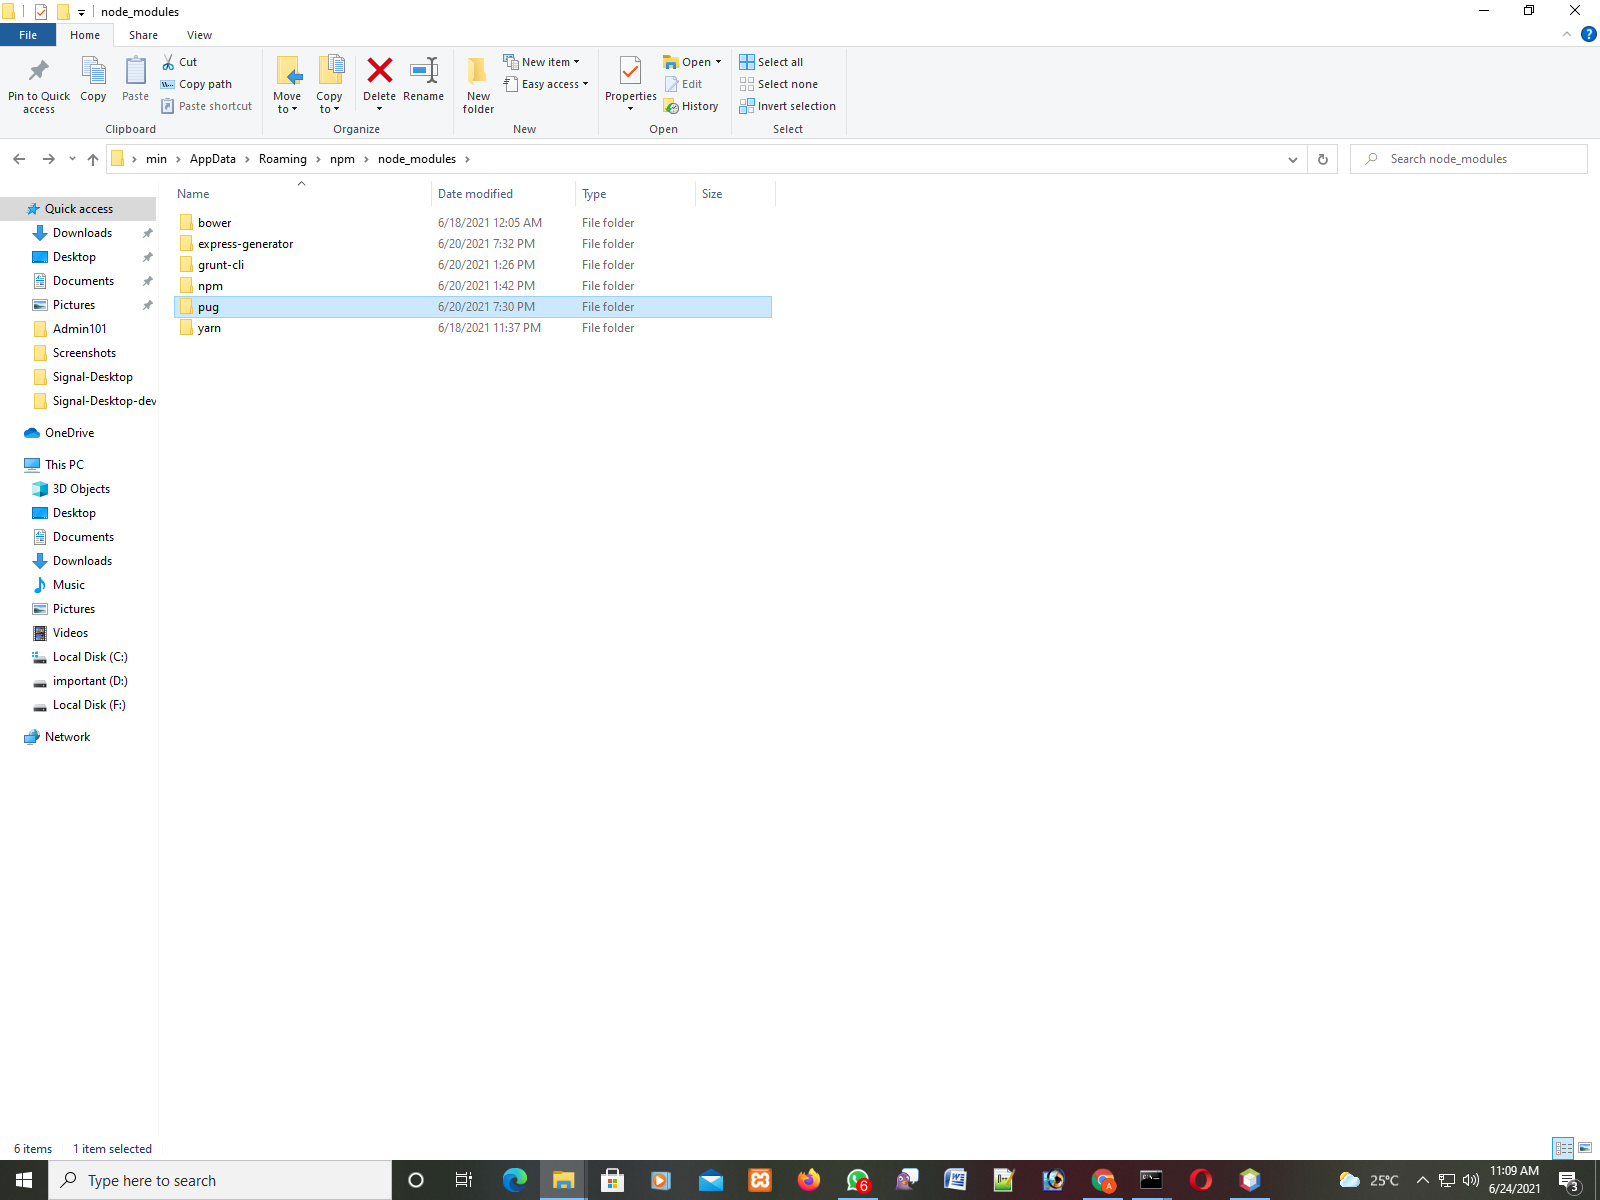 node_modules
File Home Share View
Pin to Quick access
Copy
Paste
Cut
Copy path
Paste shortcut
Clipboard
Move to
Copy to
Delete
Rename
Organize
New folder
New item
Easy access
New
Properties
Open
Edit
History
Open
Select all
Select none
Invert selection
Select
min AppData Roaming npm node_modules
Search node_modules
Name Date modified Type Size
bower 6/18/2021 12:05 AM File folder
express-generator 6/20/2021 7:32 PM File folder
grunt-cli 6/20/2021 1:26 PM File folder
npm 6/20/2021 1:42 PM File folder
pug 6/20/2021 7:30 PM File folder
yarn 6/18/2021 11:37 PM File folder
Quick access
Downloads
Desktop
Documents
Pictures
Admin101
Screenshots
Signal-Desktop
Signal-Desktop-dev
OneDrive
This PC
3D Objects
Desktop
Documents
Downloads
Music
Pictures
Videos
Local Disk (C:)
important (D:)
Local Disk (F:)
Network
6 items 1 item selected
Type here to search
6
25°C
11:09 AM
6/24/2021
3